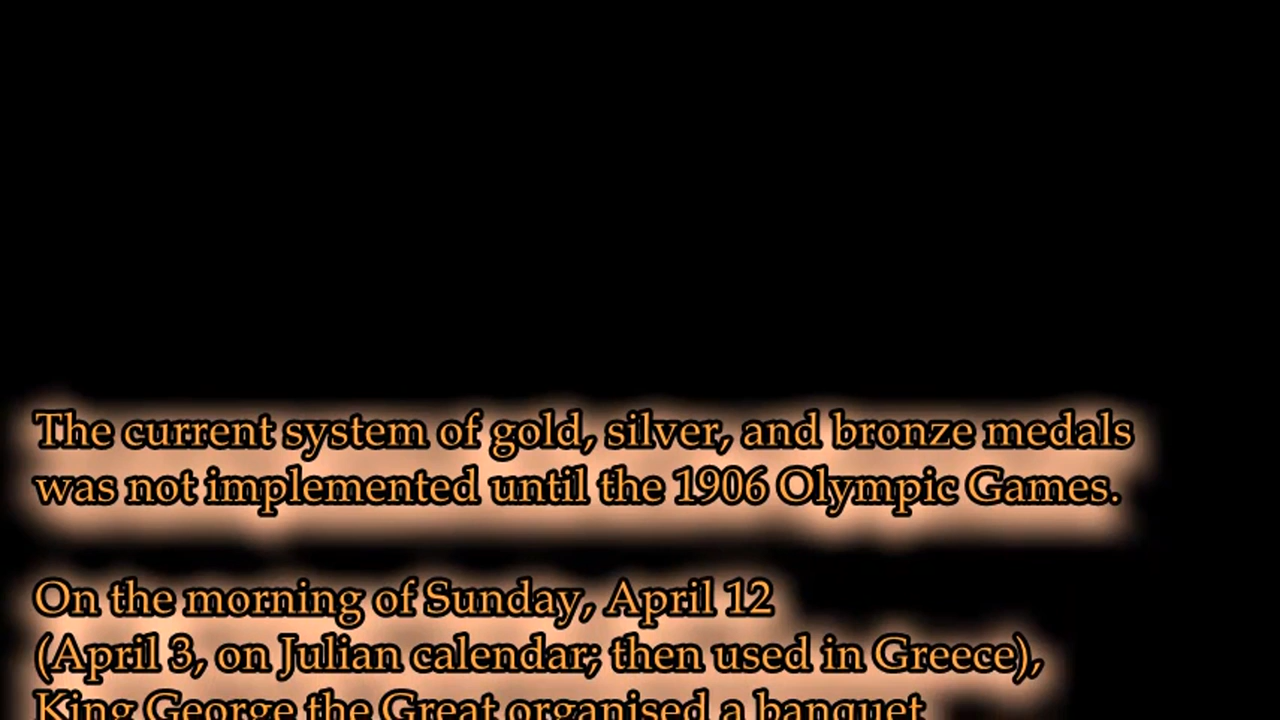 The current system of gold, silver, and bronze medals
was not implemented until the 1906 Olympic Games.
On the morning of Sunday, April 12
(April 3, on Julian calendar; then used in Greece),
King George the Great organised a banquet